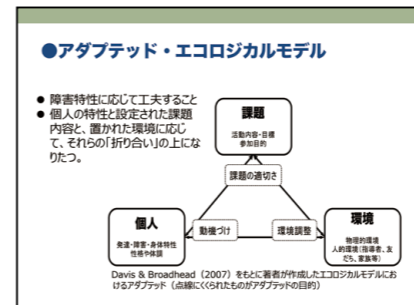 ●アダプテッド・エコロジカルモデル
● 障害特性に応じて工夫すること
● 個人の特性と設定された課題
内容と、置かれた環境に応じ
て、それらの「折り合い」の上にな
りたつ。
課題
活動内容・目標
参加目的
課題の適切さ
個人
発達・障害・身体特性
性格や体調
動機づけ
環境調整
環境
物理的環境
人的環境(指導者、友
だち、家族等)
Davis & Broadhead(2007)をもとに著者が作成したエコロジカルモデルにお
けるアダプテッド(点線にくくられたものがアダプテッドの目的)